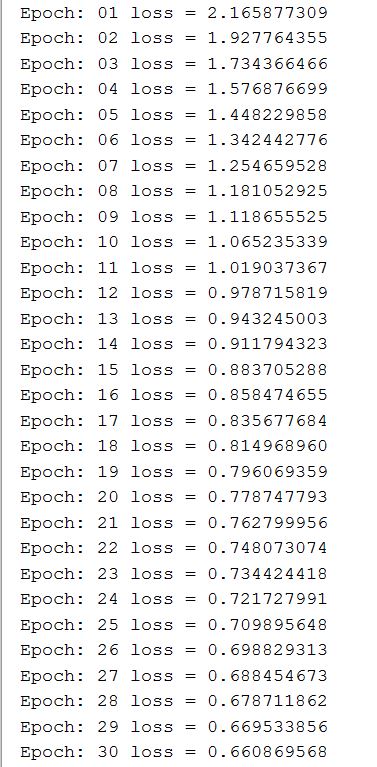 Epoch: 01 loss = 2.165877309
Epoch: 02 loss = 1.927764355
Epoch: 03 loss = 1.734366466
Epoch: 04 loss = 1.576876699
Epoch: 05 loss = 1.448229858
Epoch: 06 loss = 1.342442776
Epoch: 07 loss = 1.254659528
Epoch: 08 loss = 1.181052925
Epoch: 09 loss = 1.118655525
Epoch: 10 loss = 1.065235339
Epoch: 11 loss = 1.019037367
Epoch: 12 loss = 0.978715819
Epoch: 13 loss = 0.943245003
Epoch: 14 loss = 0.911794323
Epoch: 15 loss = 0.883705288
Epoch: 16 loss = 0.858474655
Epoch: 17 loss = 0.835677684
Epoch: 18 loss = 0.814968960
Epoch: 19 loss = 0.796069359
Epoch: 20 loss = 0.778747793
Epoch: 21 loss = 0.762799956
Epoch: 22 loss = 0.748073074
Epoch: 23 loss = 0.734424418
Epoch: 24 loss = 0.721727991
Epoch: 25 loss = 0.709895648
Epoch: 26 loss = 0.698829313
Epoch: 27 loss = 0.688454673
Epoch: 28 loss = 0.678711862
Epoch: 29 loss = 0.669533856
Epoch: 30 loss = 0.660869568